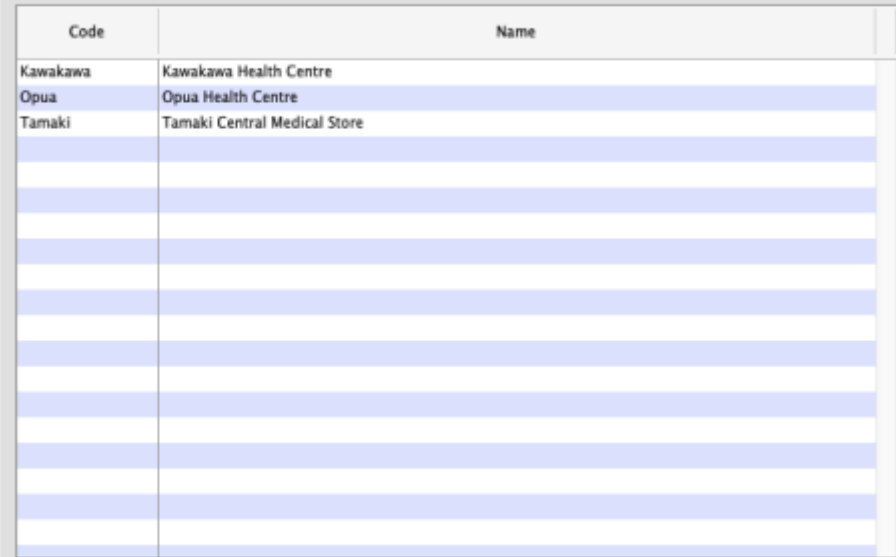 Code Name
Kawakawa Kawakawa Health Centre
Opua Opua Health Centre
Tamaki Tamaki Central Medical Store